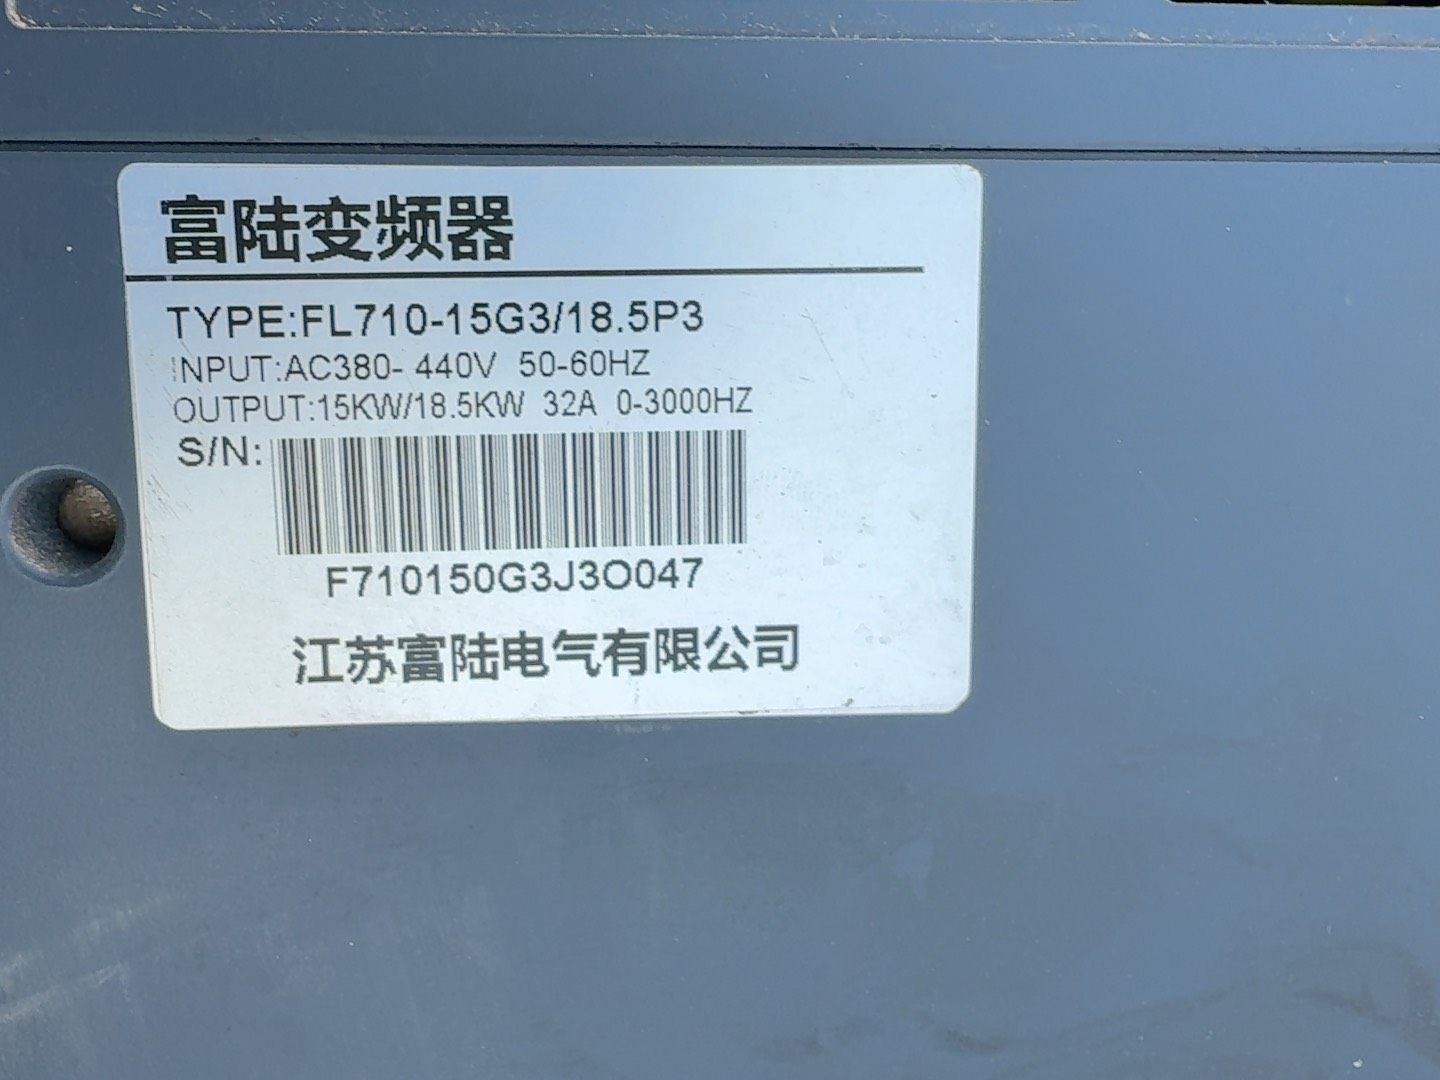 富陆变频器
TYPE:FL710-15G3/18.5P3
INPUT:AC380- 440V 50-60HZ
OUTPUT:15KW/18.5KW 32A 0-3000HZ
S/N:
F710150G3J3O047
江苏富陆电气有限公司